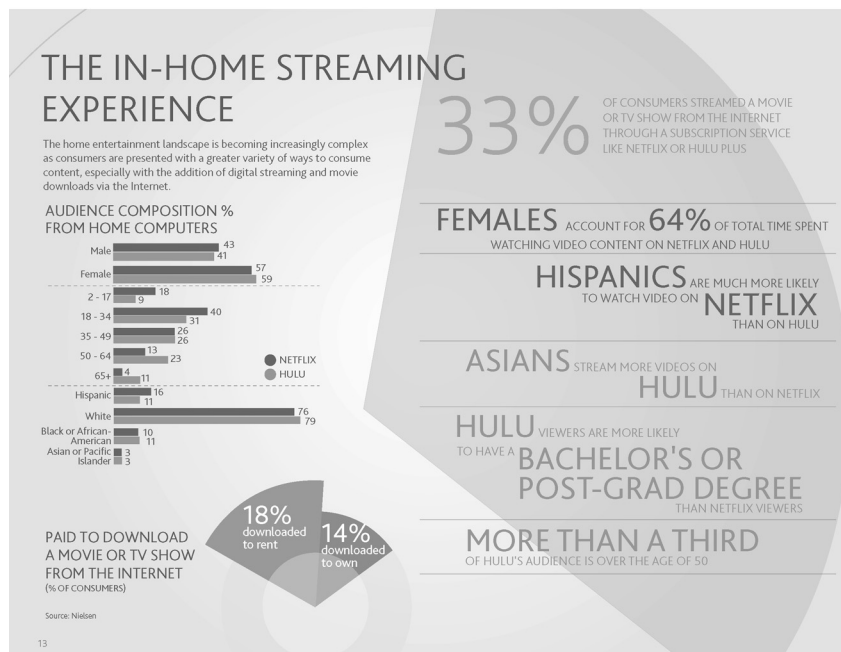 THE IN-HOME STREAMING
EXPERIENCE
The home entertainment landscape is becoming increasingly complex
as consumers are presented with a greater variety of ways to consume
content, especially with the addition of digital streaming and movie
downloads via the Internet.
AUDIENCE COMPOSITION %
FROM HOME COMPUTERS
Male 43
41
Female 57
59
2 - 17 18
9
18 - 34 40
31
35 - 49 26
26
50 - 64 13
23
65+ 4
11
NETFLIX
HULU
Hispanic 16
11
White 76
79
Black or African-
American 10
11
Asian or Pacific
Islander 3
3
PAID TO DOWNLOAD
A MOVIE OR TV SHOW
FROM THE INTERNET
(% OF CONSUMERS)
18%
downloaded
to rent
14%
downloaded
to own
Source: Nielsen
13
33% OF CONSUMERS STREAMED A MOVIE
OR TV SHOW FROM THE INTERNET
THROUGH A SUBSCRIPTION SERVICE
LIKE NETFLIX OR HULU PLUS
FEMALES ACCOUNT FOR 64% OF TOTAL TIME SPENT
WATCHING VIDEO CONTENT ON NETFLIX AND HULU
HISPANICS ARE MUCH MORE LIKELY
TO WATCH VIDEO ON NETFLIX
THAN ON HULU
ASIANS STREAM MORE VIDEOS ON
HULU THAN ON NETFLIX
HULU VIEWERS ARE MORE LIKELY
TO HAVE A BACHELOR'S OR
POST-GRAD DEGREE
THAN NETFLIX VIEWERS
MORE THAN A THIRD
OF HULU'S AUDIENCE IS OVER THE AGE OF 50